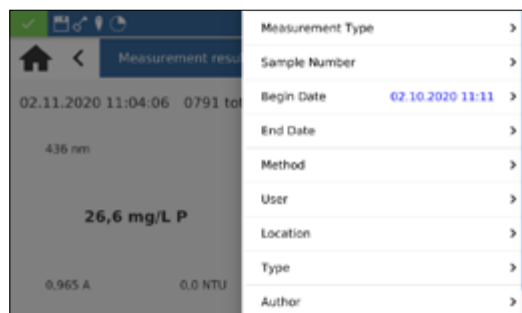 Measurement resu
02.11.2020 11:04:06 0791 tot
436 nm
26,6 mg/L P
0,965 A 0,0 NTU
Measurement Type
Sample Number
Begin Date 02.10.2020 11:11
End Date
Method
User
Location
Type
Author